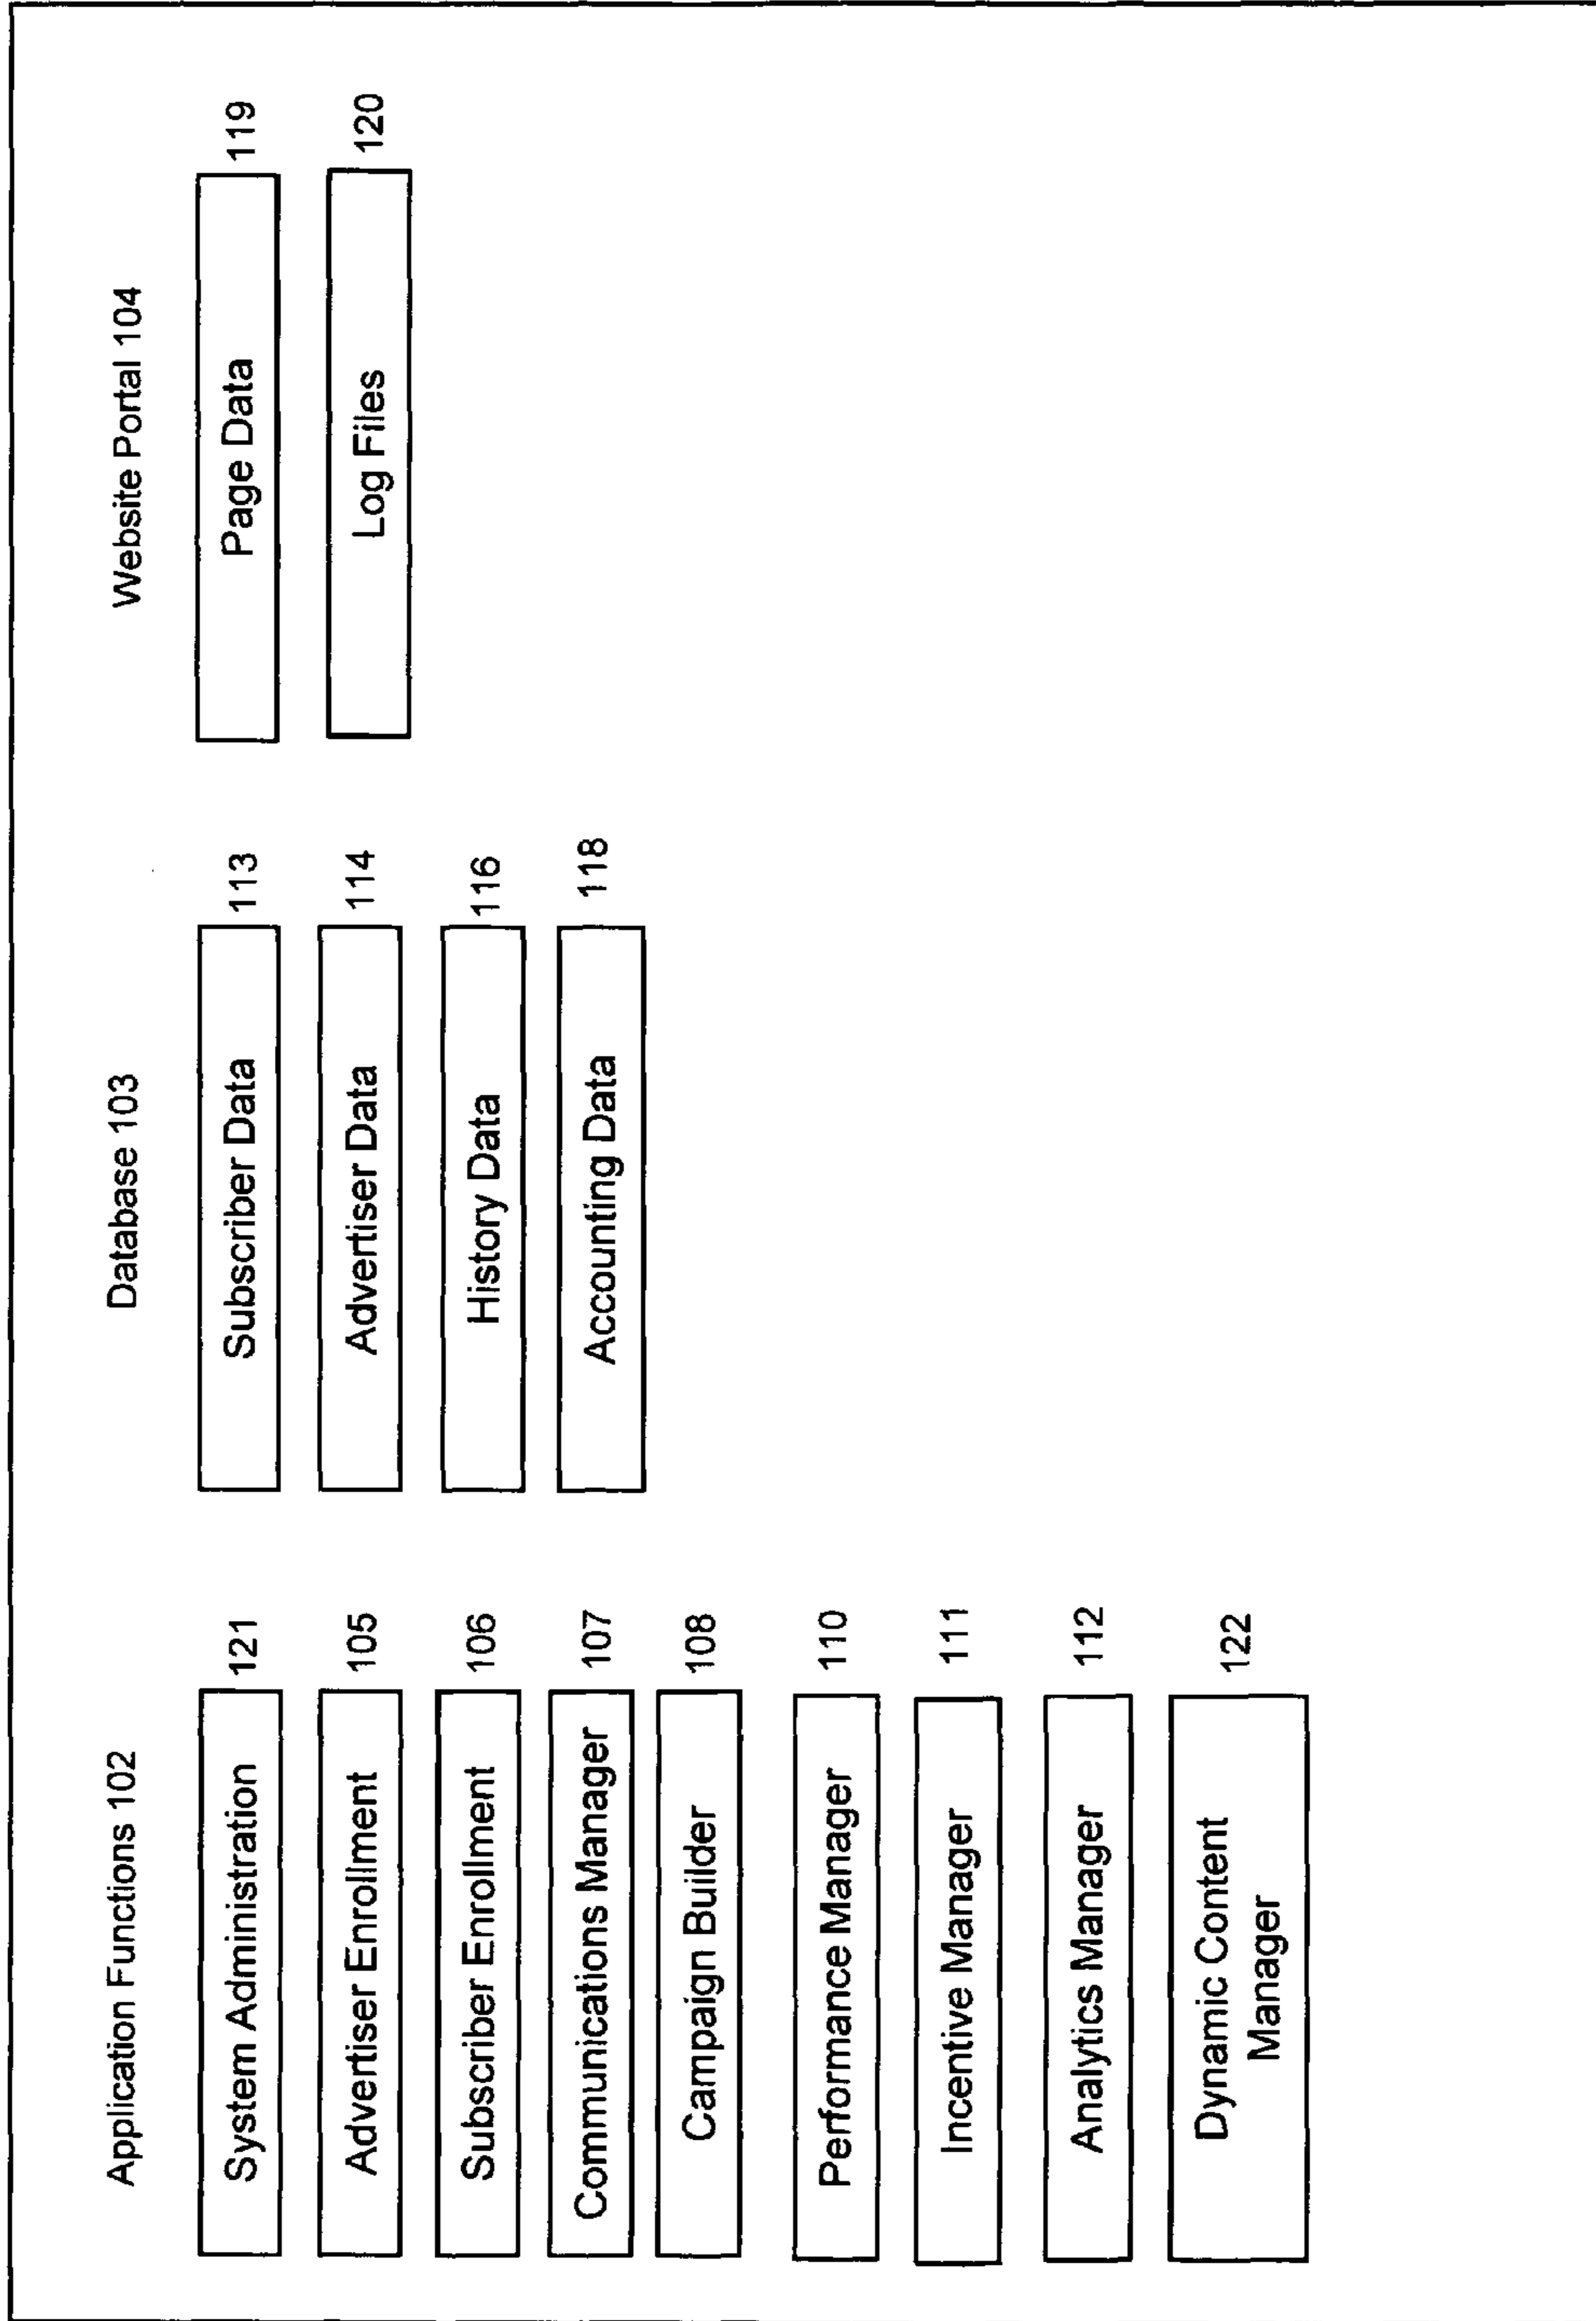 Application Functions 102
System Administration
121
Advertiser Enrollment
105
Subscriber Enrollment
106
Communications Manager
107
Campaign Builder
108
Performance Manager
110
Incentive Manager
111
Analytics Manager
112
Dynamic Content
Manager
122
Database 103
Subscriber Data
113
Advertiser Data
114
History Data
116
Accounting Data
118
Website Portal 104
Page Data
119
Log Files
120